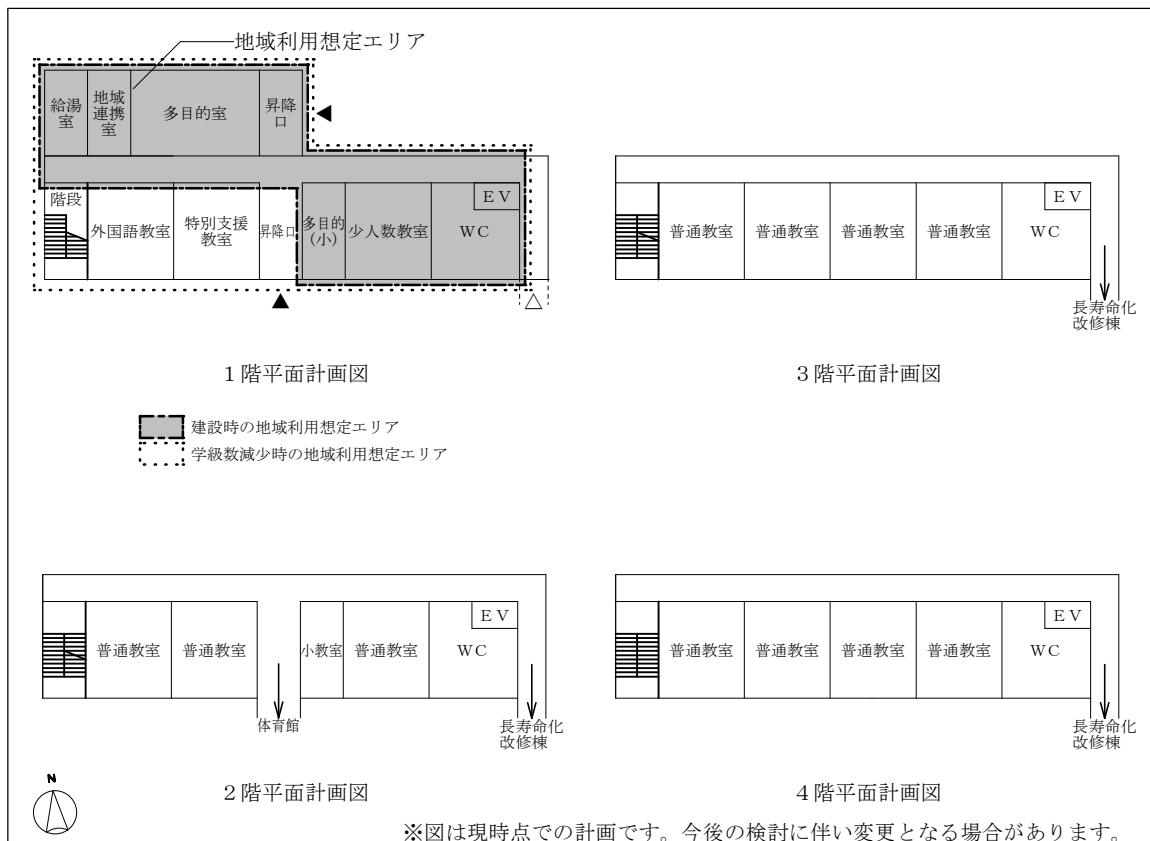 地域利用想定エリア
給湯
室
地域
連携
室
多目的室
昇降
口
階段
外国語教室
特別支援
教室
昇降口
多目的
(小)
少人数教室
WC
EV
1階平面計画図
建設時の地域利用想定エリア
学級数減少時の地域利用想定エリア
普通教室
普通教室
普通教室
普通教室
WC
EV
長寿命化
改修棟
3階平面計画図
普通教室
普通教室
小教室
普通教室
WC
EV
体育館
長寿命化
改修棟
2階平面計画図
普通教室
普通教室
普通教室
普通教室
WC
EV
長寿命化
改修棟
4階平面計画図
N
※図は現時点での計画です。今後の検討に伴い変更となる場合があります。